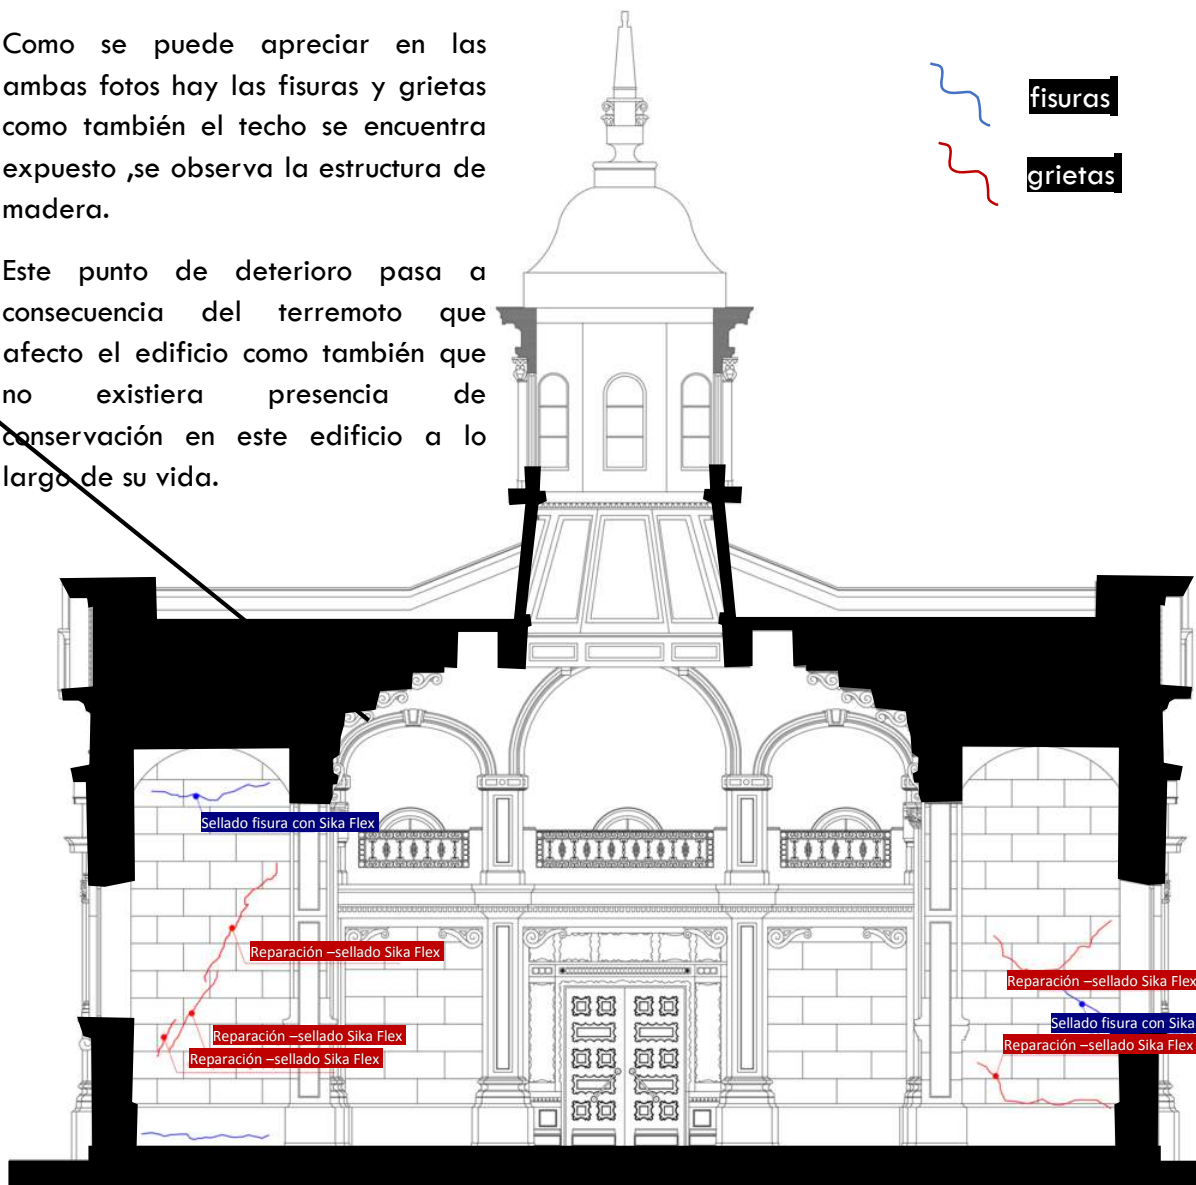 Como se puede apreciar en las
ambas fotos hay las fisuras y grietas
como también el techo se encuentra
expuesto ,se observa la estructura de
madera.
Este punto de deterioro pasa a
consecuencia del terremoto que
afecto el edificio como también que
no existiera presencia de
conservación en este edificio a lo
largo de su vida.
fisuras
grietas
Sellado fisura con Sika Flex
Reparación –sellado Sika Flex
Reparación –sellado Sika Flex
Reparación –sellado Sika Flex
Reparación –sellado Sika Flex
Sellado fisura con Sika
Reparación –sellado Sika Flex